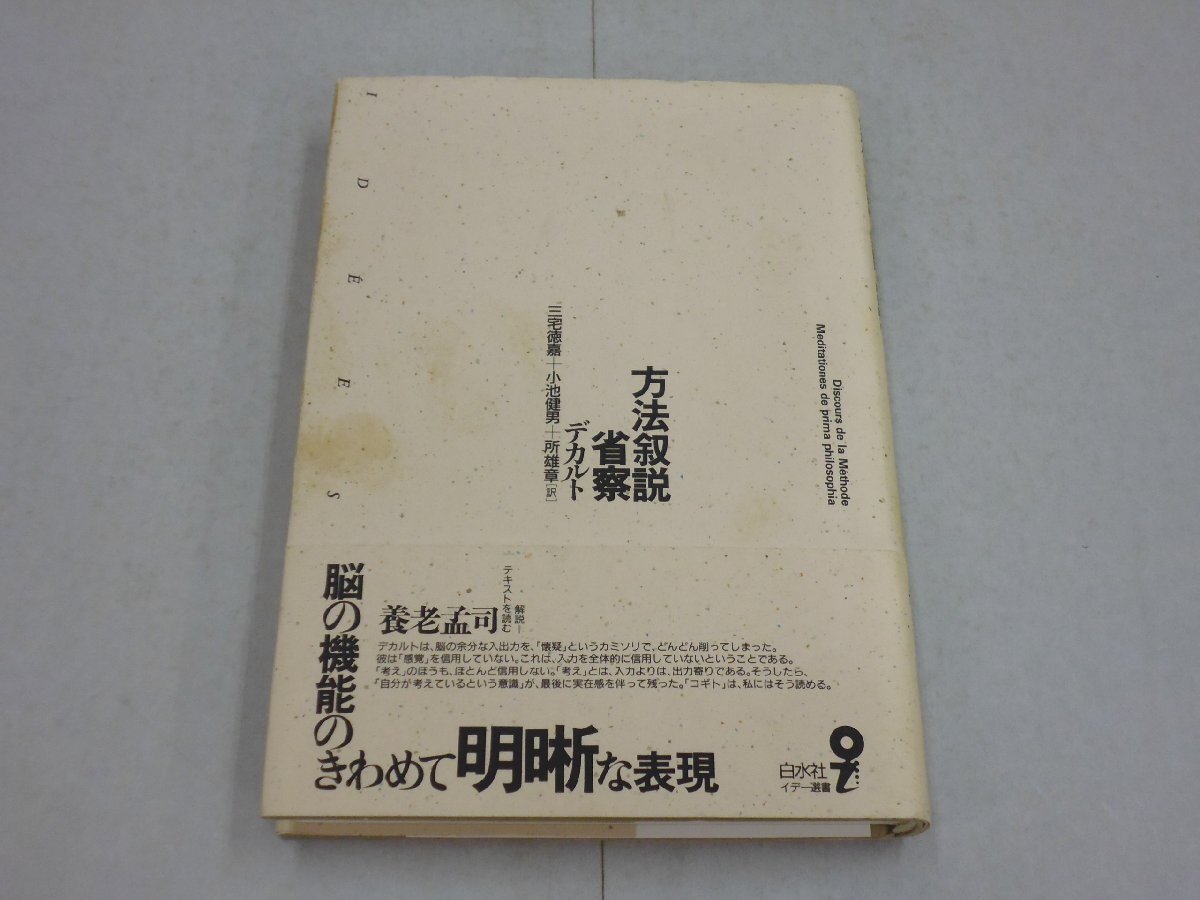 IDÉES
Discours de la Méthode
Meditationes de prima philosophia
方法叙説
省察
デカルト
三宅徳嘉+小池健男+所雄章[訳]
脳の機能の
きわめて明晰な表現
解説―
テキストを読む
養老孟司
デカルトは、脳の余分な入出力を、「懐疑」というカミソリで、どんどん削ってしまった。
彼は「感覚」を信用していない。これは、入力を全体的に信用していないということである。
「考え」のほうも、ほとんど信用しない。「考え」とは、入力よりは、出力寄りである。そうしたら、
「自分が考えているという意識」が、最後に実在感を伴って残った。「コギト」は、私にはそう読める。
白水社
イデー選書